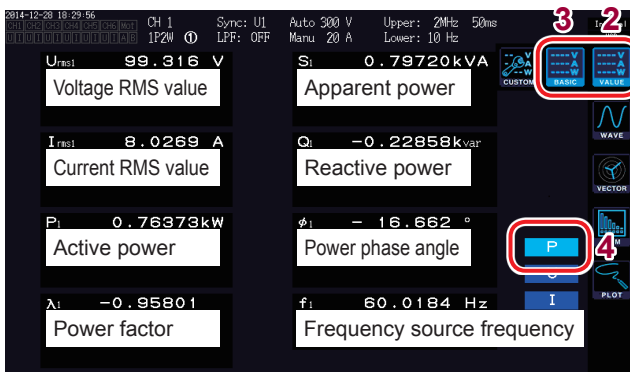 2014-12-28 18:29:56
CH1 CH2 CH3 CH4 CH5 CH6 Mot
U I U I U I U I U I U I A B
CH 1 Sync: U1 Auto 300 V Upper: 2MHz 50ms
1P2W ① LPF: OFF Manu 20 A Lower: 10 Hz
3 2
Urms1 99.316 V S1 0.79720kVA
Voltage RMS value Apparent power
CUSTOM BASIC VALUE
Irms1 8.0269 A Q1 -0.22858kvar
Current RMS value Reactive power
WAVE
VECTOR
P1 0.76373kW φ1 - 16.662 °
Active power Power phase angle
P 4
λ1 -0.95801 f1 60.0184 Hz
I PLOT
Power factor Frequency source frequency